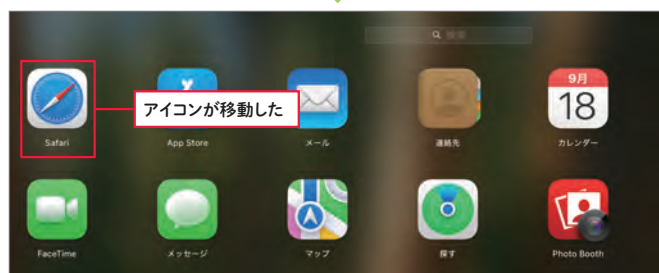 検索
アイコンが移動した
9月
18
Safari
App Store
メール
連絡先
カレンダー
FaceTime
メッセージ
マップ
探す
Photo Booth